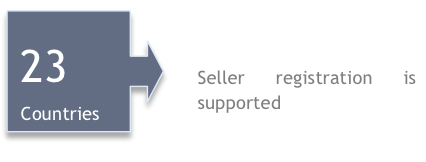 23
Countries
Seller registration is
supported